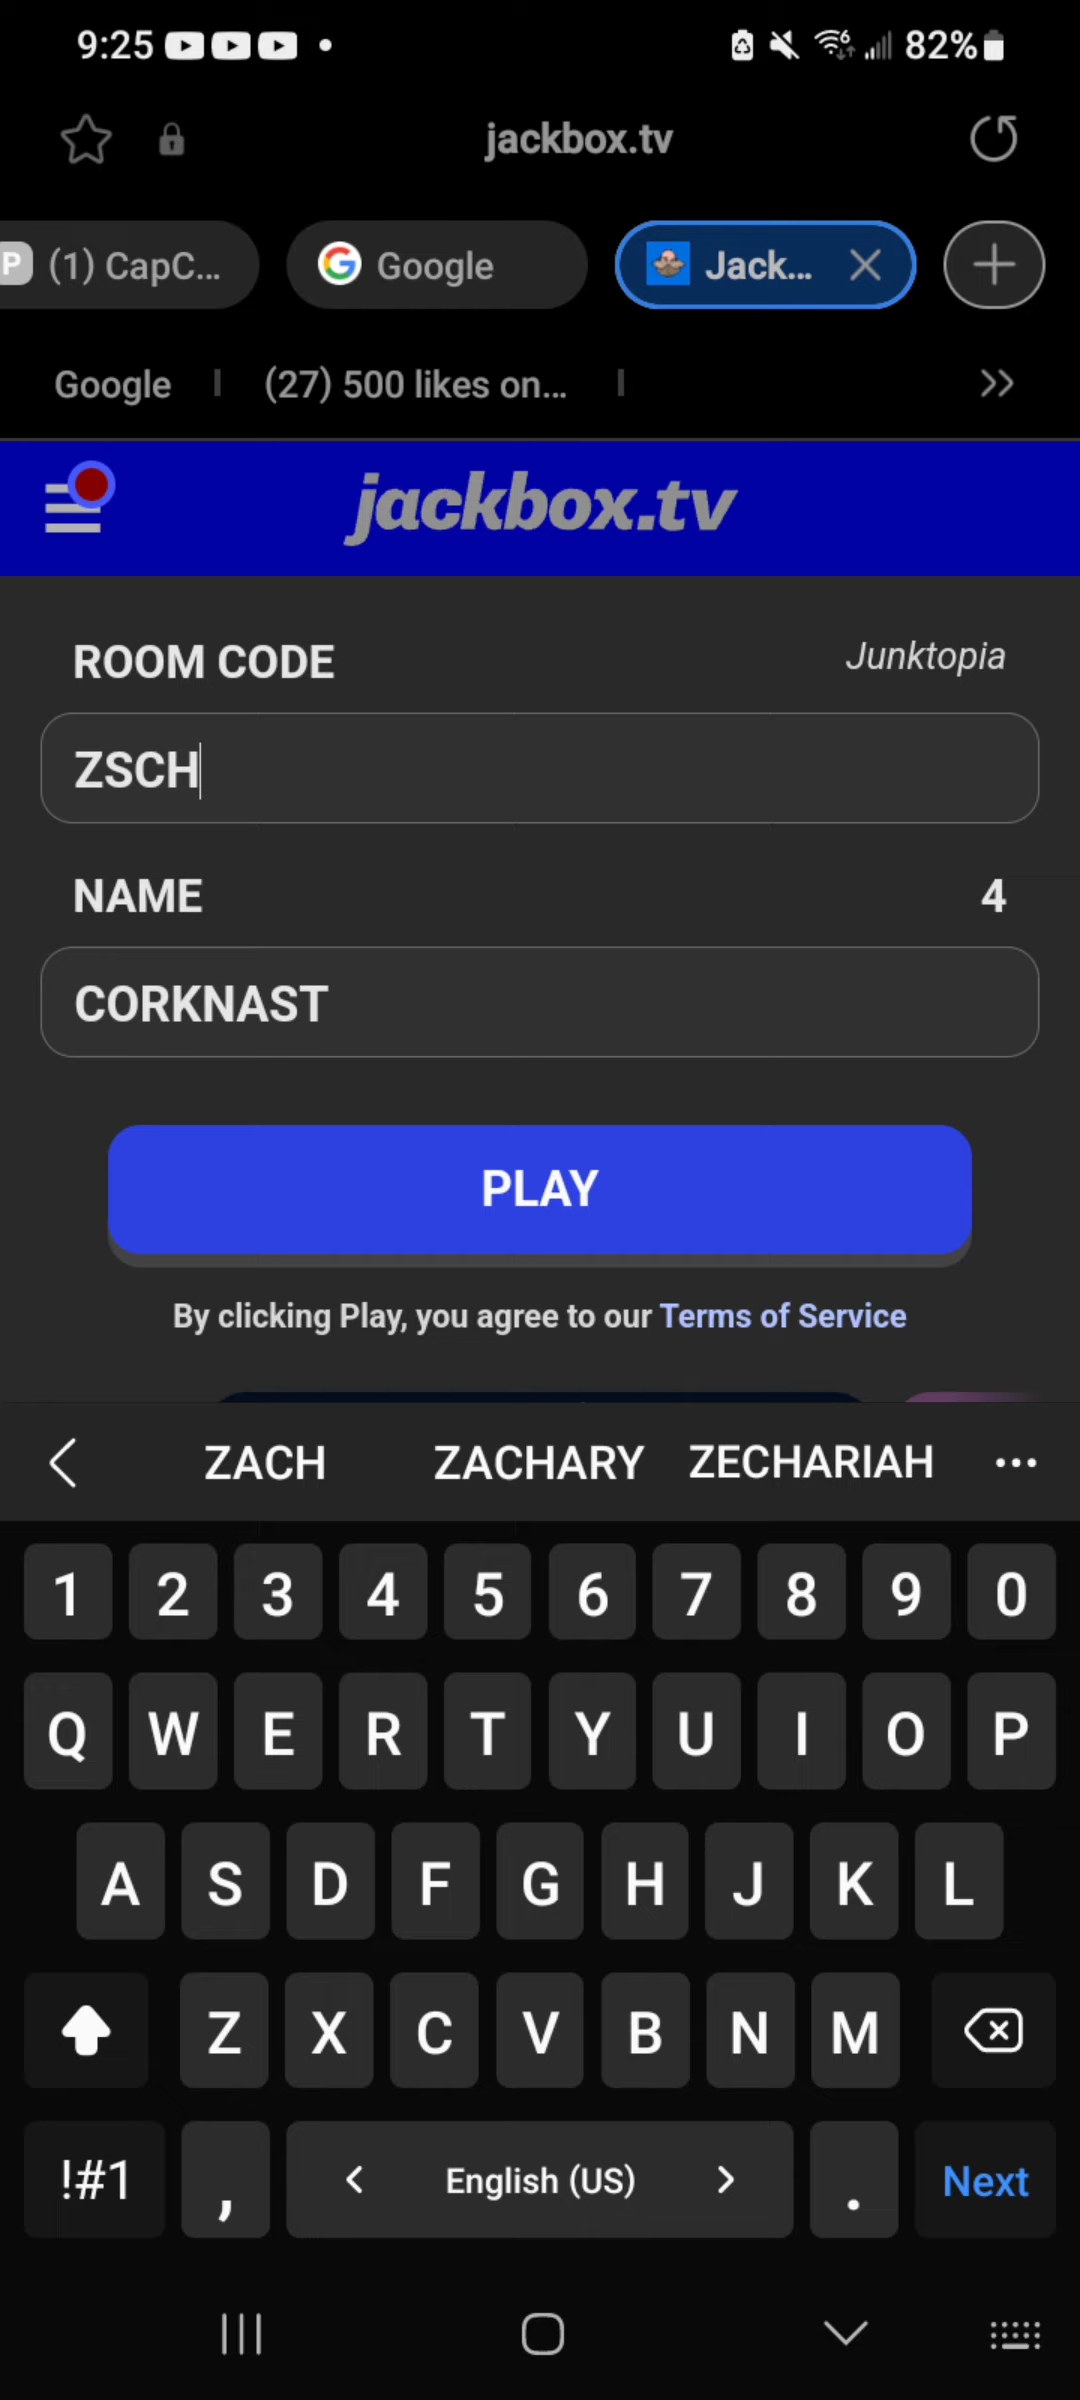 9:25 82%
jackbox.tv
P (1) CapC... Google Jack...
Google | (27) 500 likes on... |
jackbox.tv
ROOM CODE Junktopia
ZSCH
NAME 4
CORKNAST
PLAY
By clicking Play, you agree to our Terms of Service
ZACH ZACHARY ZECHARIAH ...
1 2 3 4 5 6 7 8 9 0
Q W E R T Y U I O P
A S D F G H J K L
Z X C V B N M
!#1 , < English (US) > . Next